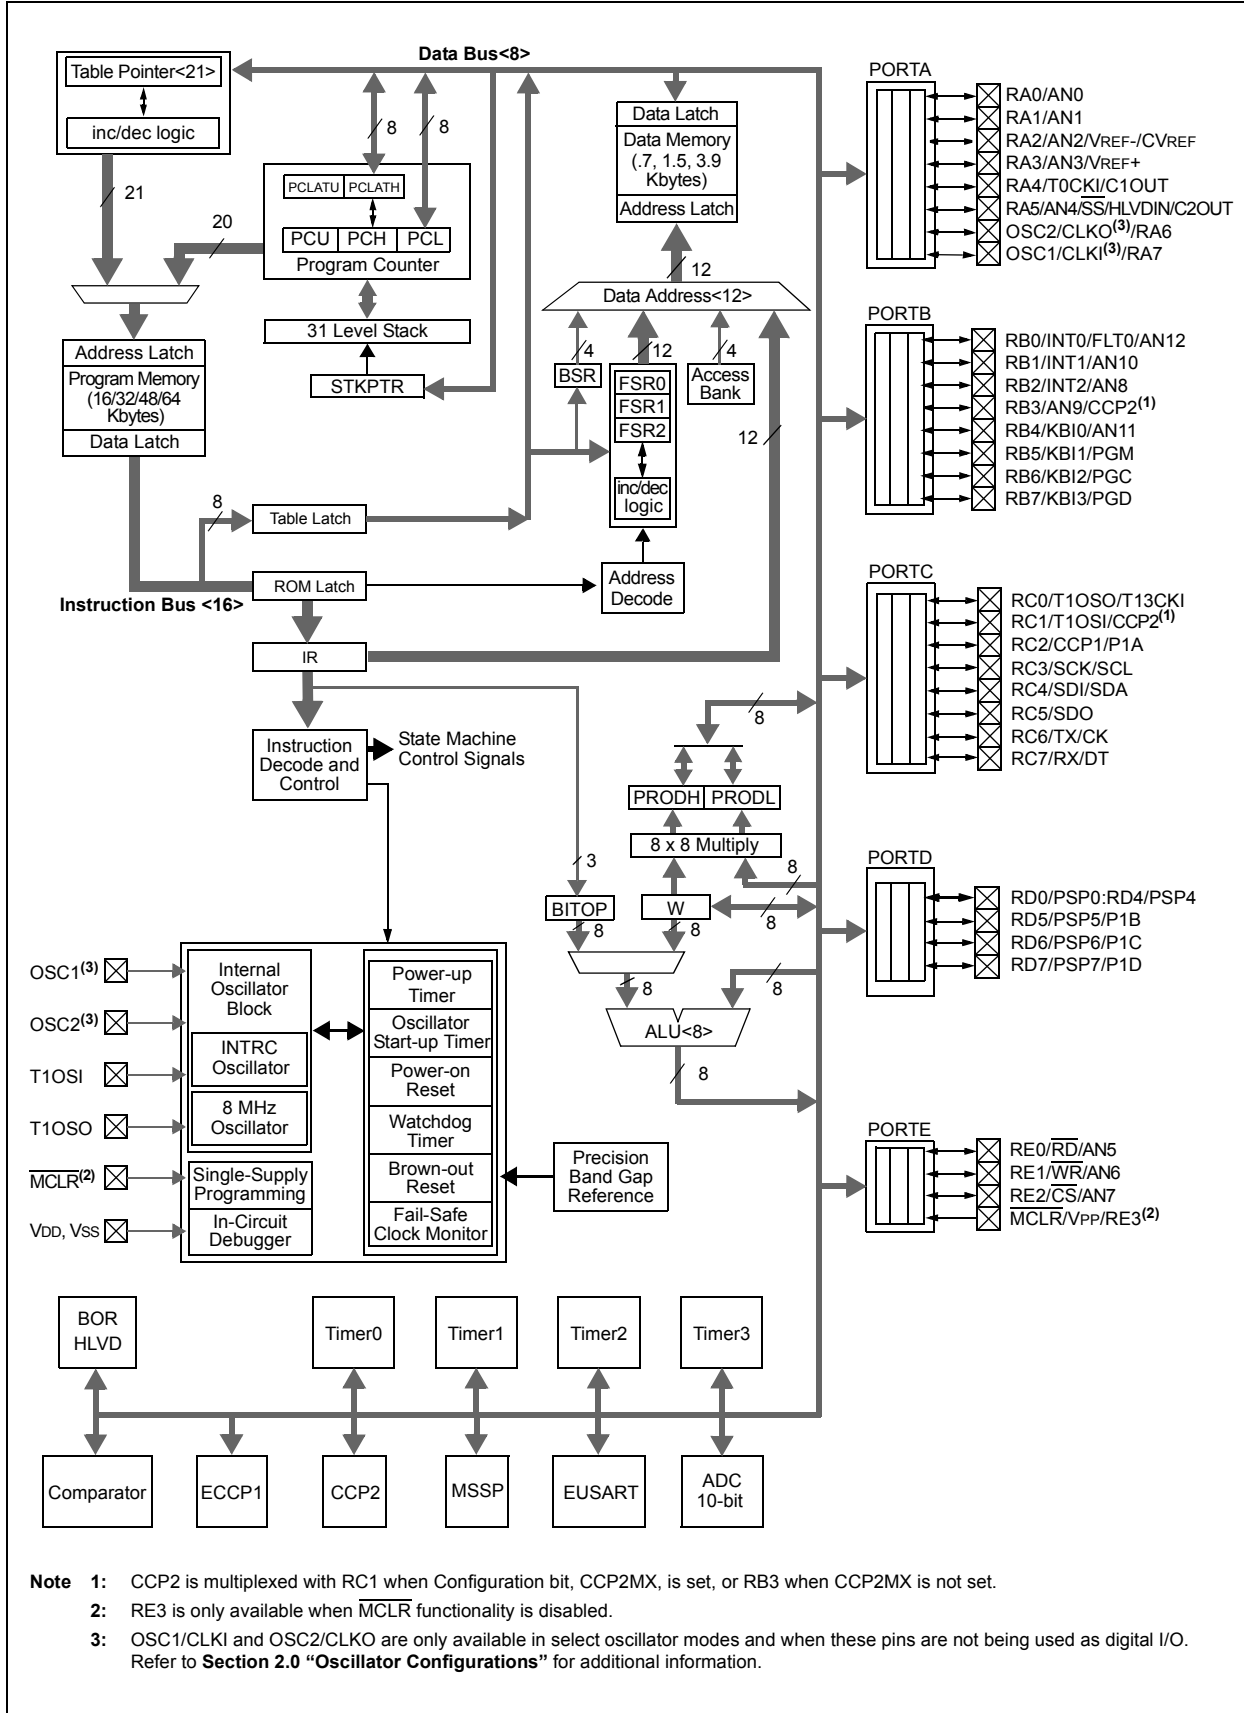 Data Bus<8>
Table Pointer<21>
inc/dec logic
21
20
8
8
PCLATU PCLATH
PCU PCH PCL
Program Counter
31 Level Stack
STKPTR
Address Latch
Program Memory
(16/32/48/64
Kbytes)
Data Latch
8
Table Latch
ROM Latch
Instruction Bus <16>
IR
Data Latch
Data Memory
(.7, 1.5, 3.9
Kbytes)
Address Latch
12
Data Address<12>
4
12
4
BSR
FSR0
FSR1
FSR2
inc/dec
logic
Access
Bank
12
Address
Decode
Instruction
Decode and
Control
State Machine
Control Signals
8
PRODH PRODL
8 x 8 Multiply
3
8
BITOP
W
8
8
8
8
8
ALU<8>
8
OSC1(3)
OSC2(3)
T1OSI
T1OSO
MCLR(2)
VDD, VSS
Internal
Oscillator
Block
INTRC
Oscillator
8 MHz
Oscillator
Single-Supply
Programming
In-Circuit
Debugger
Power-up
Timer
Oscillator
Start-up Timer
Power-on
Reset
Watchdog
Timer
Brown-out
Reset
Fail-Safe
Clock Monitor
Precision
Band Gap
Reference
PORTA
RA0/AN0
RA1/AN1
RA2/AN2/VREF-/CVREF
RA3/AN3/VREF+
RA4/T0CKI/C1OUT
RA5/AN4/SS/HLVDIN/C2OUT
OSC2/CLKO(3)/RA6
OSC1/CLKI(3)/RA7
PORTB
RB0/INT0/FLT0/AN12
RB1/INT1/AN10
RB2/INT2/AN8
RB3/AN9/CCP2(1)
RB4/KBI0/AN11
RB5/KBI1/PGM
RB6/KBI2/PGC
RB7/KBI3/PGD
PORTC
RC0/T1OSO/T13CKI
RC1/T1OSI/CCP2(1)
RC2/CCP1/P1A
RC3/SCK/SCL
RC4/SDI/SDA
RC5/SDO
RC6/TX/CK
RC7/RX/DT
PORTD
RD0/PSP0:RD4/PSP4
RD5/PSP5/P1B
RD6/PSP6/P1C
RD7/PSP7/P1D
PORTE
RE0/RD/AN5
RE1/WR/AN6
RE2/CS/AN7
MCLR/VPP/RE3(2)
BOR
HLVD
Timer0
Timer1
Timer2
Timer3
Comparator
ECCP1
CCP2
MSSP
EUSART
ADC
10-bit
Note 1: CCP2 is multiplexed with RC1 when Configuration bit, CCP2MX, is set, or RB3 when CCP2MX is not set.
2: RE3 is only available when MCLR functionality is disabled.
3: OSC1/CLKI and OSC2/CLKO are only available in select oscillator modes and when these pins are not being used as digital I/O.
Refer to Section 2.0 “Oscillator Configurations” for additional information.